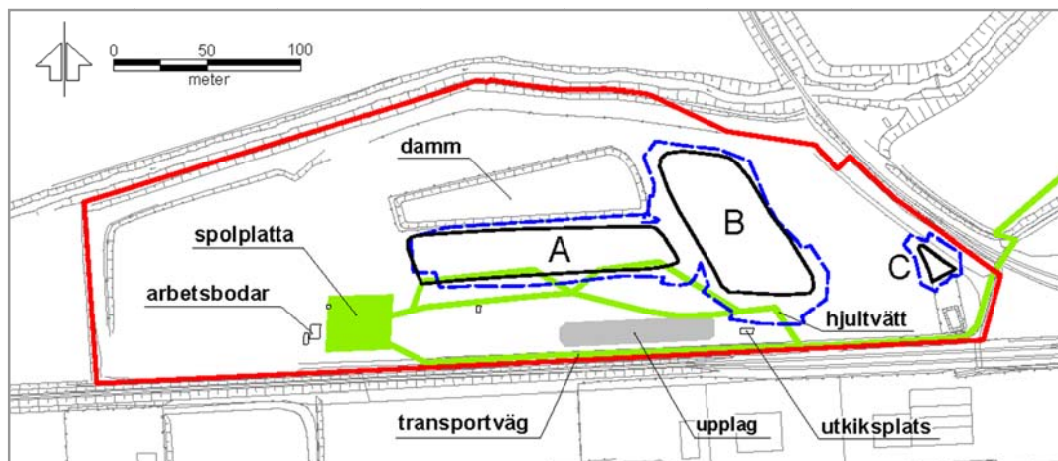 0 50 100
meter
damm
spolplatta
arbetsbodar
A
B
C
hjultvätt
transportväg
upplag
utkiksplats